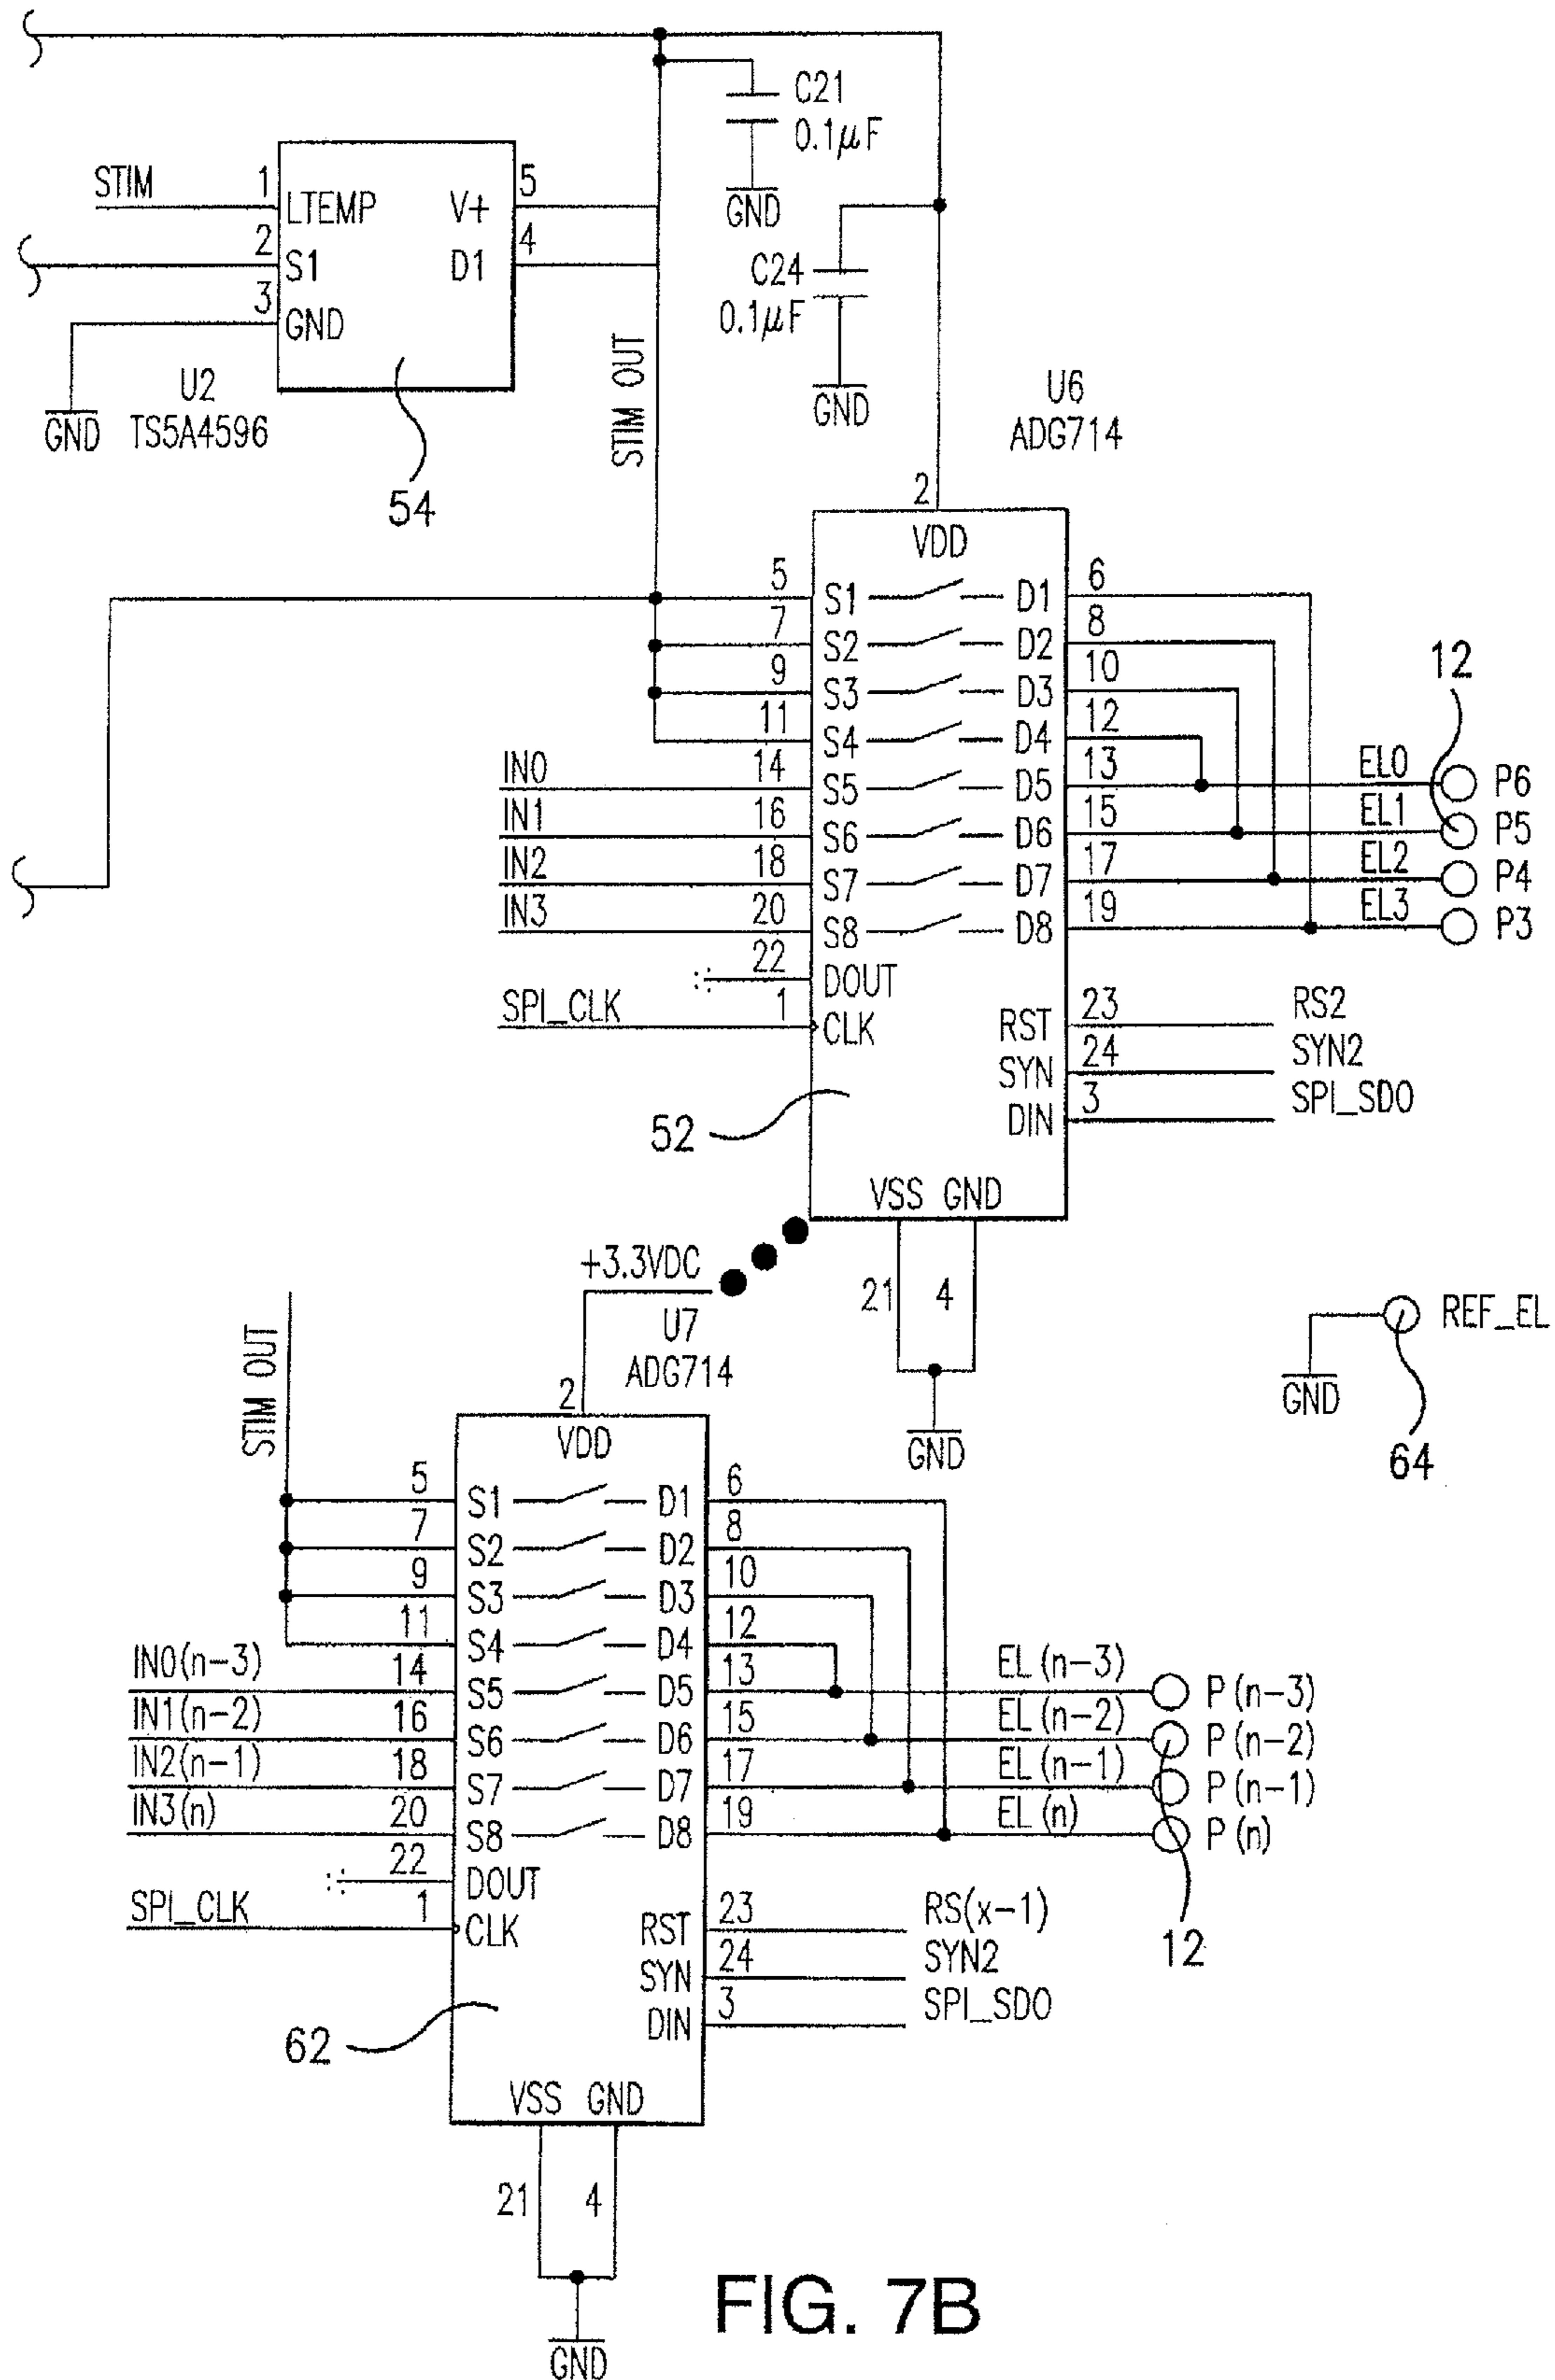 C21
0.1μF
GND
STIM
1
LTEMP
V+
5
2
S1
D1
4
3
GND
GND
U2
TS5A4596
54
C24
0.1μF
GND
STIM OUT
U6
ADG714
2
VDD
5 S1 D1 6
7 S2 D2 8
9 S3 D3 10
11 S4 D4 12
IN0 14 S5 D5 13 EL0 P6
IN1 16 S6 D6 15 EL1 P5
IN2 18 S7 D7 17 EL2 P4
IN3 20 S8 D8 19 EL3 P3
12
22 DOUT
SPI_CLK 1 CLK
RST 23 RS2
SYN 24 SYN2
DIN 3 SPI_SDO
52
VSS GND
21 4
GND
REF_EL
GND
64
+3.3VDC
U7
ADG714
STIM OUT
2
VDD
5 S1 D1 6
7 S2 D2 8
9 S3 D3 10
11 S4 D4 12
IN0(n-3) 14 S5 D5 13 EL(n-3) P(n-3)
IN1(n-2) 16 S6 D6 15 EL(n-2) P(n-2)
IN2(n-1) 18 S7 D7 17 EL(n-1) P(n-1)
IN3(n) 20 S8 D8 19 EL(n) P(n)
12
22 DOUT
SPI_CLK 1 CLK
RST 23 RS(x-1)
SYN 24 SYN2
DIN 3 SPI_SDO
62
VSS GND
21 4
GND
FIG. 7B